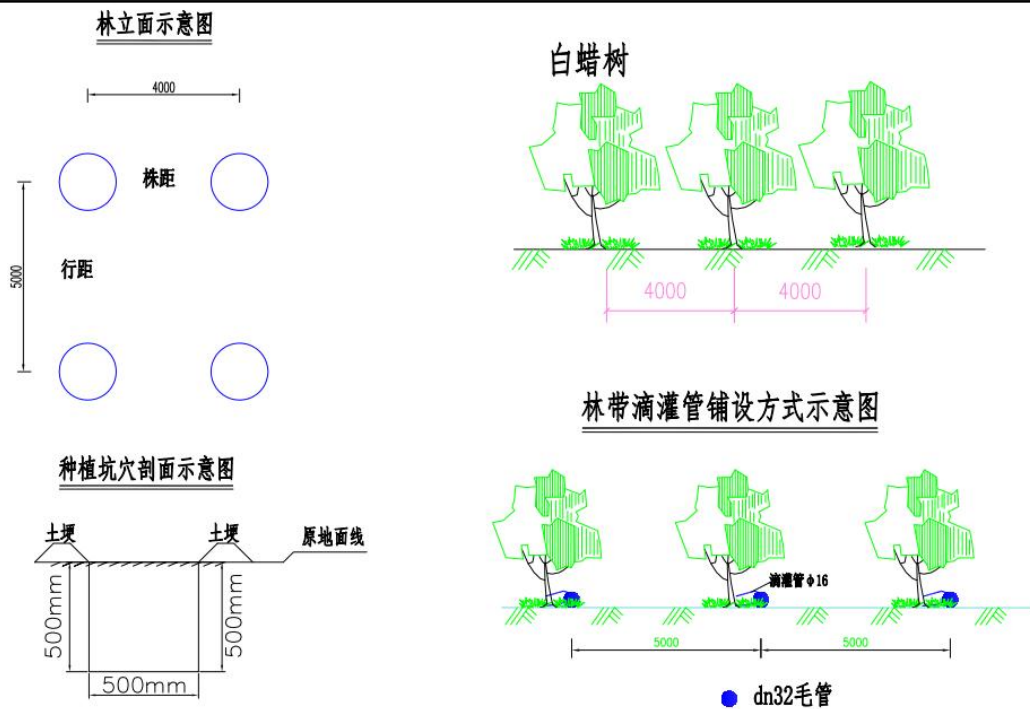 林立面示意图
4000
株距
行距
5000
种植坑穴剖面示意图
土埂
土埂
原地面线
500mm
500mm
500mm
白蜡树
4000
4000
林带滴灌管铺设方式示意图
滴灌管ф16
5000
5000
dn32毛管